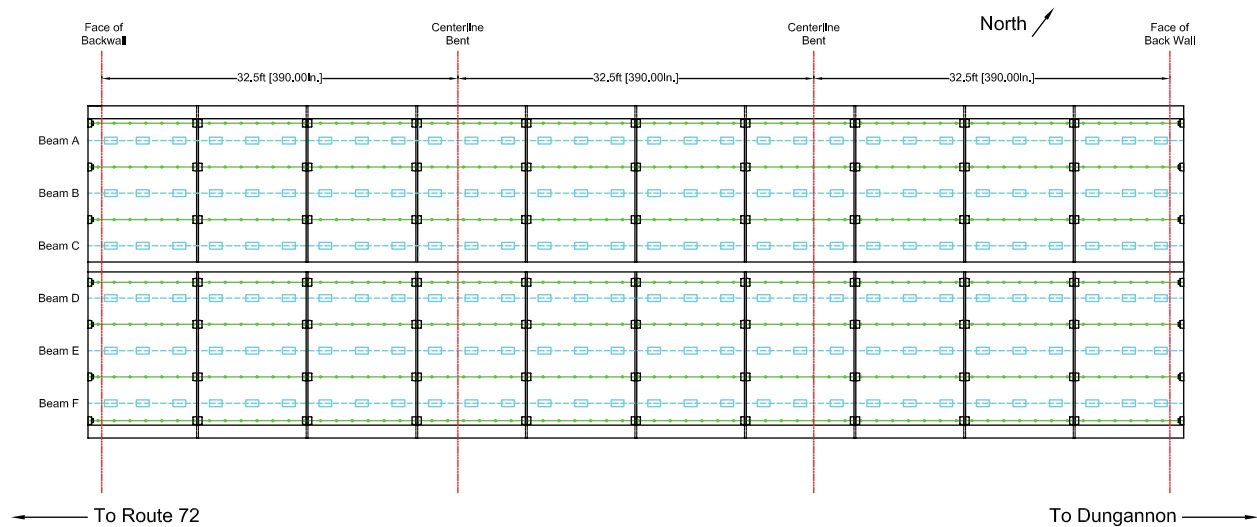 North
Face of
Backwall
Centerline
Bent
Centerline
Bent
Face of
Back Wall
32.5ft [390.00In.]
32.5ft [390.00In.]
32.5ft [390.00In.]
Beam A
Beam B
Beam C
Beam D
Beam E
Beam F
To Route 72
To Dungannon